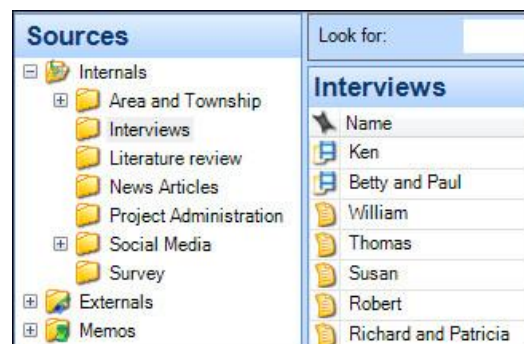 Sources
Internals
Area and Township
Interviews
Literature review
News Articles
Project Administration
Social Media
Survey
Externals
Memos
Look for:
Interviews
Name
Ken
Betty and Paul
William
Thomas
Susan
Robert
Richard and Patricia